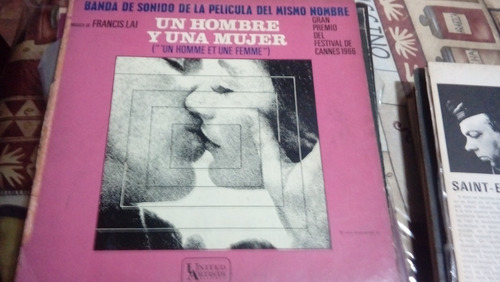 BANDA DE SONIDO DE LA PELICULA DEL MISMO NOMBRE
MUSICA DE FRANCIS LAI
UN HOMBRE
Y UNA MUJER
("UN HOMME ET UNE FEMME")
GRAN
PREMIO
DEL
FESTIVAL DE
CANNES 1966
UNITED
ARTISTS
SAINT-E